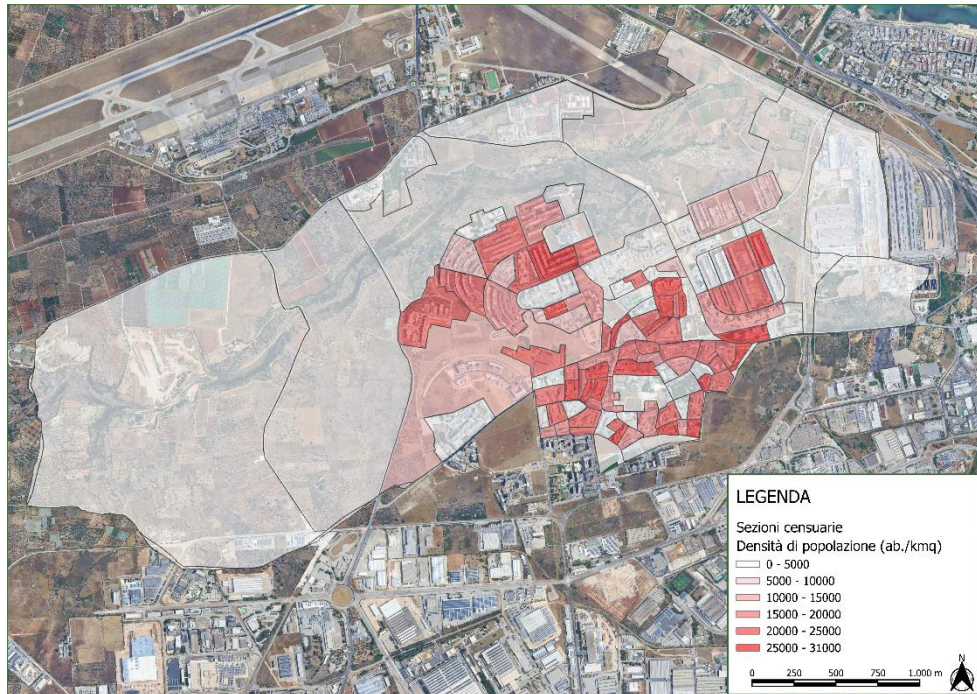 LEGENDA
Sezioni censuarie
Densità di popolazione (ab./kmq)
0 - 5000
5000 - 10000
10000 - 15000
15000 - 20000
20000 - 25000
25000 - 31000
N
0 250 500 750 1.000 m